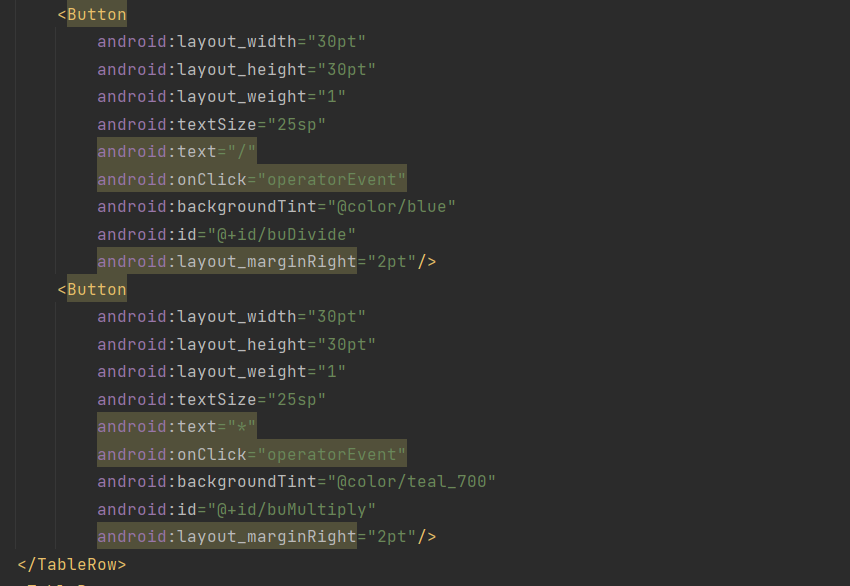 <Button
android:layout_width="30pt"
android:layout_height="30pt"
android:layout_weight="1"
android:textSize="25sp"
android:text="/"
android:onClick="operatorEvent"
android:backgroundTint="@color/blue"
android:id="@+id/buDivide"
android:layout_marginRight="2pt"/>
<Button
android:layout_width="30pt"
android:layout_height="30pt"
android:layout_weight="1"
android:textSize="25sp"
android:text="*"
android:onClick="operatorEvent"
android:backgroundTint="@color/teal_700"
android:id="@+id/buMultiply"
android:layout_marginRight="2pt"/>
</TableRow>